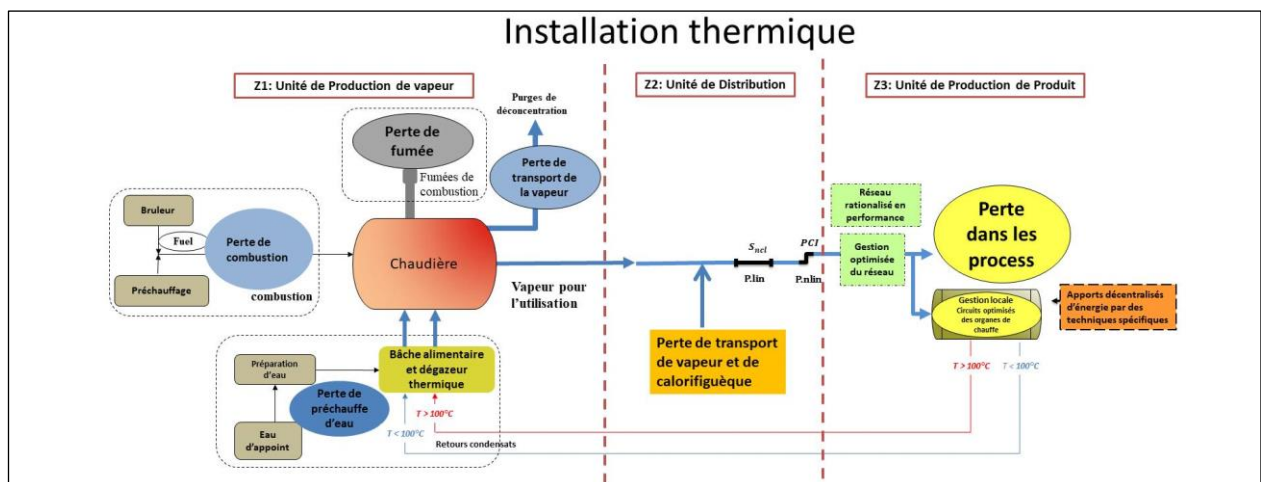 Installation thermique
Z1: Unité de Production de vapeur
Z2: Unité de Distribution
Z3: Unité de Production de Produit
Purges de
déconcentration
Perte de
fumée
Fumées de
combustion
Perte de
transport de
la vapeur
Bruleur
Fuel
Perte de
combustion
Préchauffage
combustion
Chaudière
Vapeur pour
l'utilisation
Préparation
d'eau
Bâche alimentaire
et dégazeur
thermique
Perte de
préchauffe
d'eau
Eau
d'appoint
T < 100°C
T > 100°C
Retours condensats
S_ncl
P.lin
PCI
P.nlin
Perte de transport
de vapeur et de
calorifiguèque
Réseau
rationalisé en
performance
Gestion
optimisée
du réseau
Perte
dans les
process
Gestion locale
Circuits optimisés
des organes de
chauffe
Apports décentralisés
d'énergie par des
techniques spécifiques
T > 100°C
T < 100°C